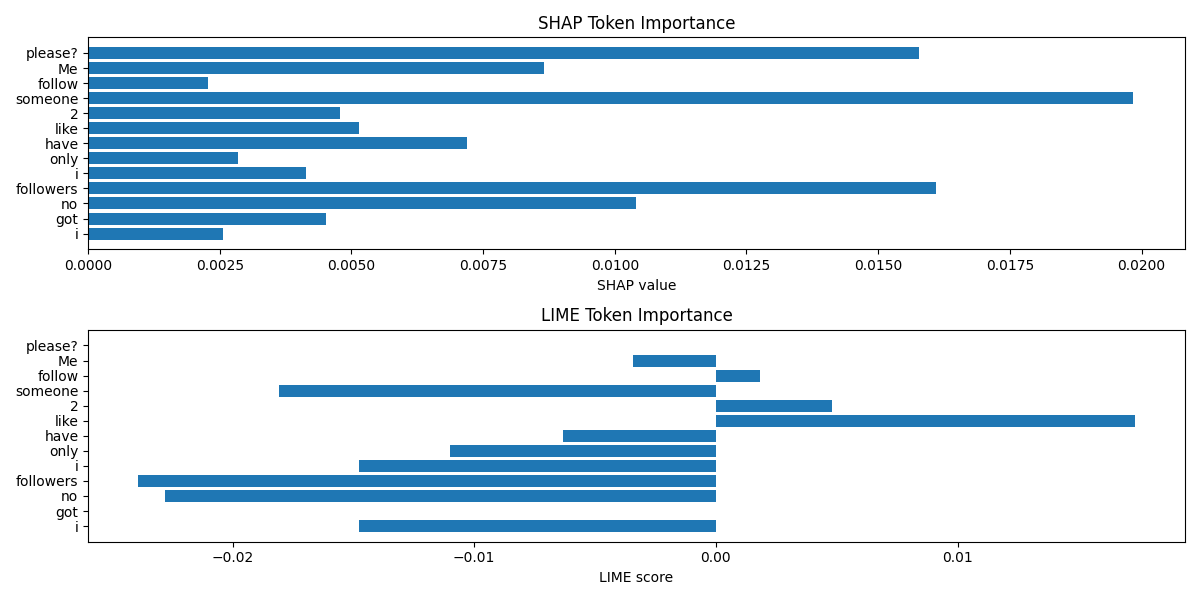 SHAP Token Importance
please?
Me
follow
someone
2
like
have
only
i
followers
no
got
i
0.0000 0.0025 0.0050 0.0075 0.0100 0.0125 0.0150 0.0175 0.0200
SHAP value
LIME Token Importance
please?
Me
follow
someone
2
like
have
only
i
followers
no
got
i
−0.02 −0.01 0.00 0.01
LIME score